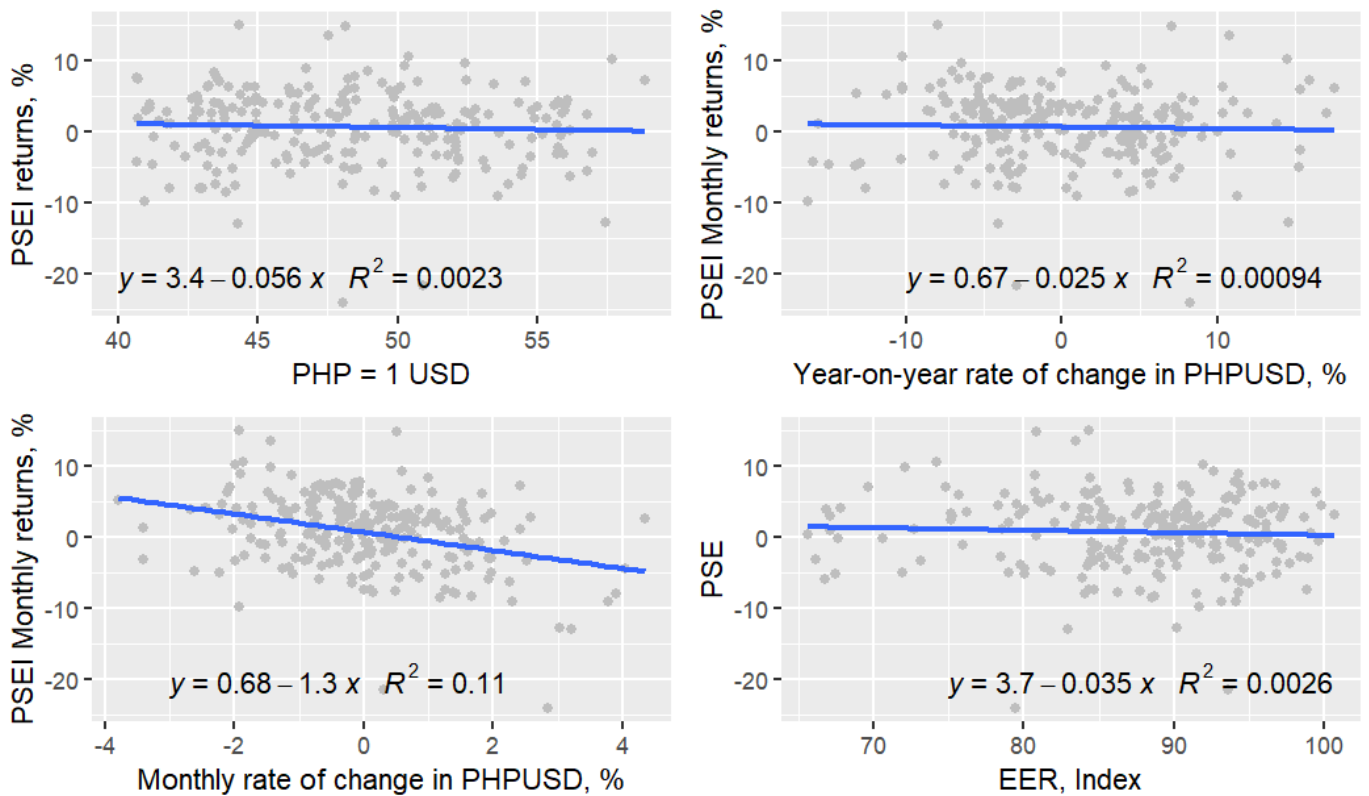 PSEI returns, %
10
0
-10
-20
y = 3.4 – 0.056 x R² = 0.0023
40 45 50 55
PHP = 1 USD
PSEI Monthly returns, %
10
0
-10
-20
y = 0.67 – 0.025 x R² = 0.00094
-10 0 10
Year-on-year rate of change in PHPUSD, %
PSEI Monthly returns, %
10
0
-10
-20
y = 0.68 – 1.3 x R² = 0.11
-4 -2 0 2 4
Monthly rate of change in PHPUSD, %
PSE
10
0
-10
-20
y = 3.7 – 0.035 x R² = 0.0026
70 80 90 100
EER, Index